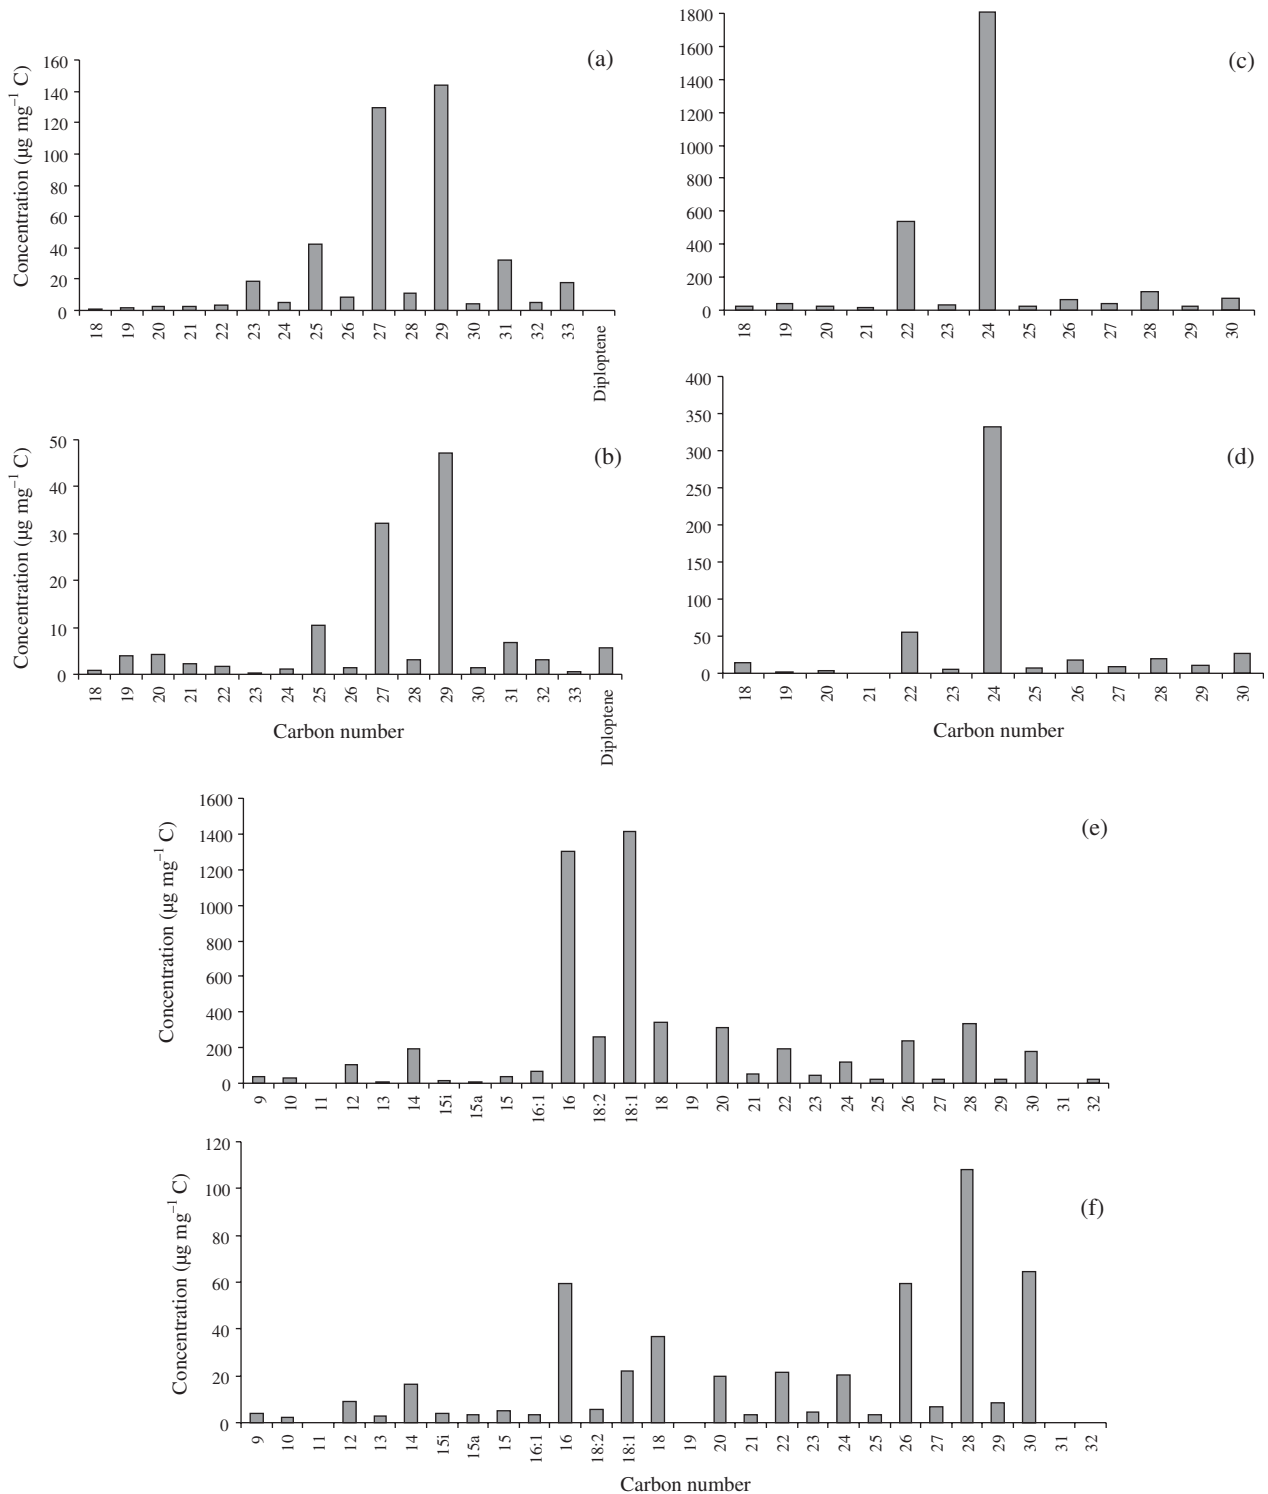 (a)
Concentration (µg mg⁻¹ C)
160
140
120
100
80
60
40
20
0
18 19 20 21 22 23 24 25 26 27 28 29 30 31 32 33 Diploptene
(b)
Concentration (µg mg⁻¹ C)
50
40
30
20
10
0
18 19 20 21 22 23 24 25 26 27 28 29 30 31 32 33 Diploptene
Carbon number
(c)
1800
1600
1400
1200
1000
800
600
400
200
0
18 19 20 21 22 23 24 25 26 27 28 29 30
(d)
400
350
300
250
200
150
100
50
0
18 19 20 21 22 23 24 25 26 27 28 29 30
Carbon number
(e)
Concentration (µg mg⁻¹ C)
1600
1400
1200
1000
800
600
400
200
0
9 10 11 12 13 14 15i 15a 15 16:1 16 18:2 18:1 18 19 20 21 22 23 24 25 26 27 28 29 30 31 32
(f)
Concentration (µg mg⁻¹ C)
120
100
80
60
40
20
0
9 10 11 12 13 14 15i 15a 15 16:1 16 18:2 18:1 18 19 20 21 22 23 24 25 26 27 28 29 30 31 32
Carbon number